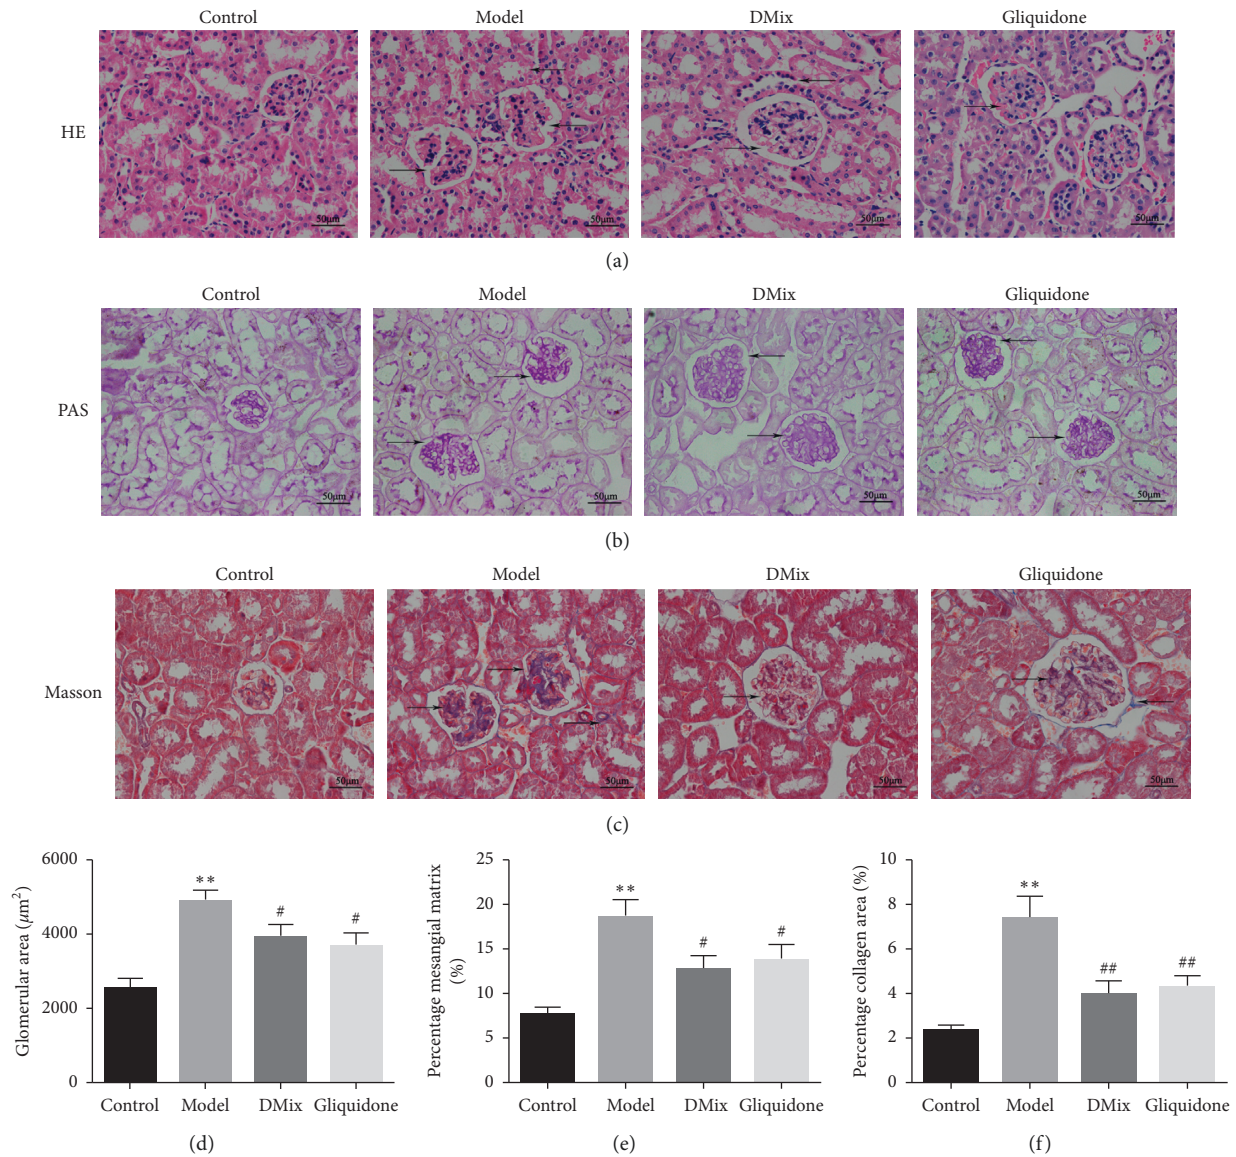 Control Model DMix Gliquidone
HE
50μm 50μm 50μm 50μm
(a)
Control Model DMix Gliquidone
PAS
50μm 50μm 50μm 50μm
(b)
Control Model DMix Gliquidone
Masson
50μm 50μm 50μm 50μm
(c)
Glomerular area (μm²)
6000
4000
2000
0
** # #
Control Model DMix Gliquidone
(d)
Percentage mesangial matrix
(%)
25
20
15
10
5
0
** # #
Control Model DMix Gliquidone
(e)
Percentage collagen area (%)
10
8
6
4
2
0
** ## ##
Control Model DMix Gliquidone
(f)